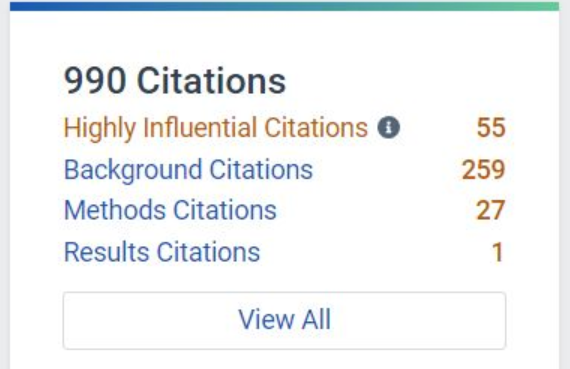 990 Citations
Highly Influential Citations 55
Background Citations 259
Methods Citations 27
Results Citations 1
View All